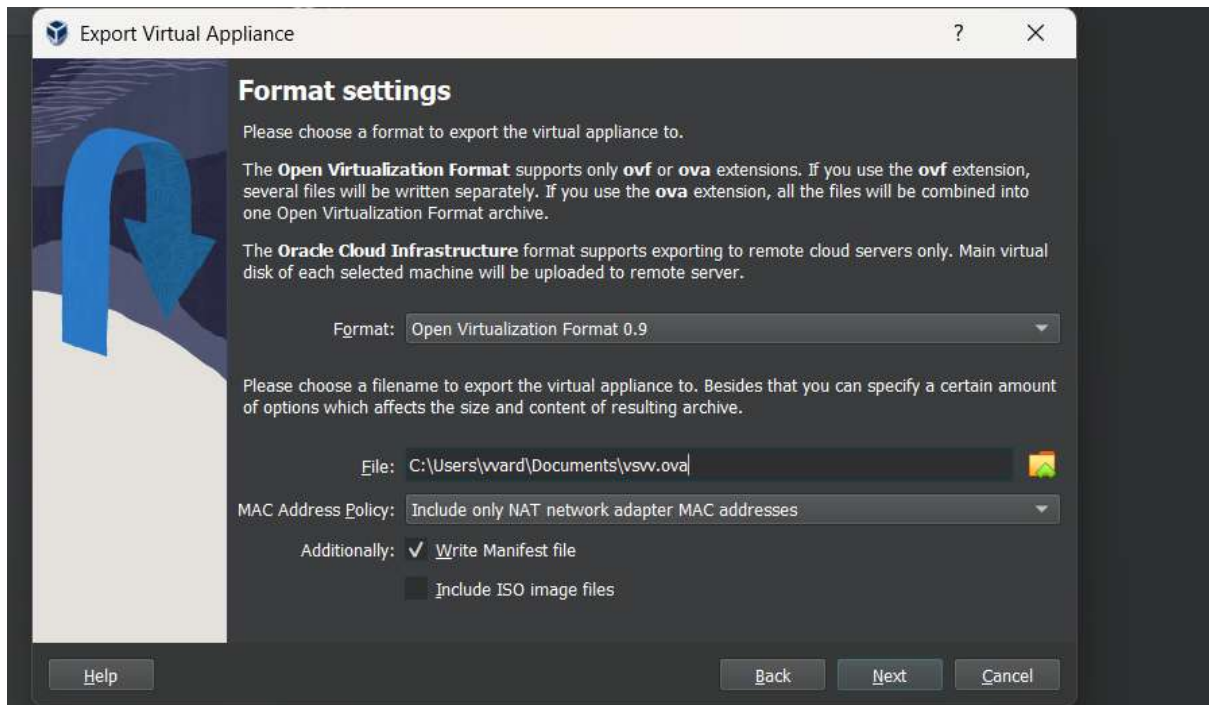 Export Virtual Appliance
?
Format settings
Please choose a format to export the virtual appliance to.
The Open Virtualization Format supports only ovf or ova extensions. If you use the ovf extension,
several files will be written separately. If you use the ova extension, all the files will be combined into
one Open Virtualization Format archive.
The Oracle Cloud Infrastructure format supports exporting to remote cloud servers only. Main virtual
disk of each selected machine will be uploaded to remote server.
Format: Open Virtualization Format 0.9
Please choose a filename to export the virtual appliance to. Besides that you can specify a certain amount
of options which affects the size and content of resulting archive.
File: C:\Users\vvard\Documents\vsvv.ova
MAC Address Policy: Include only NAT network adapter MAC addresses
Additionally: Write Manifest file
Include ISO image files
Help Back Next Cancel